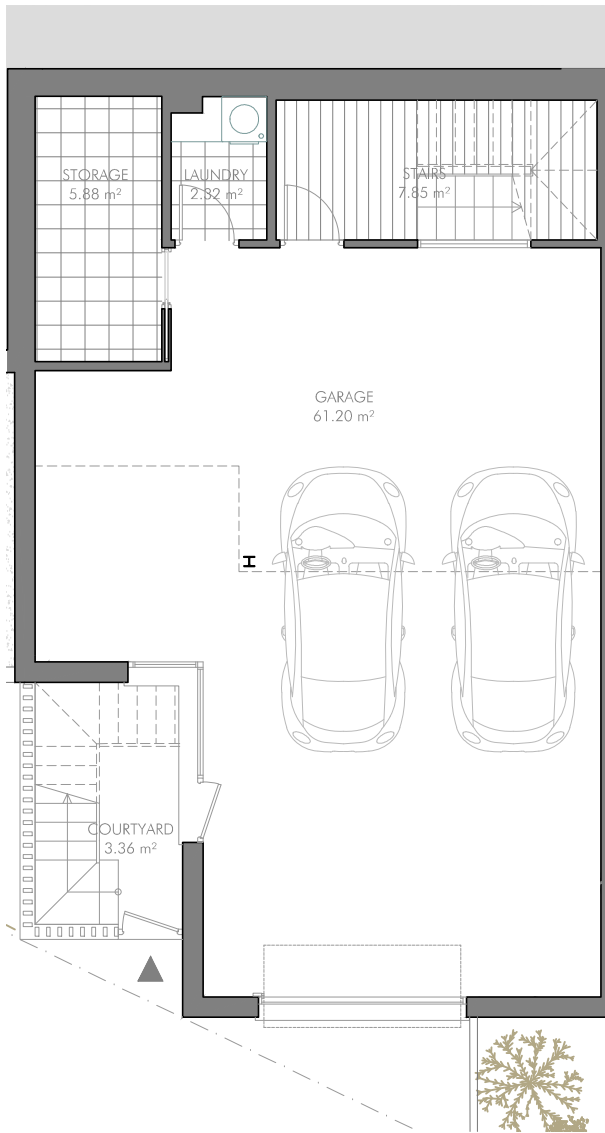 STORAGE
5.88 m²
LAUNDRY
2.32 m²
STAIRS
7.85 m²
GARAGE
61.20 m²
H
COURTYARD
3.36 m²